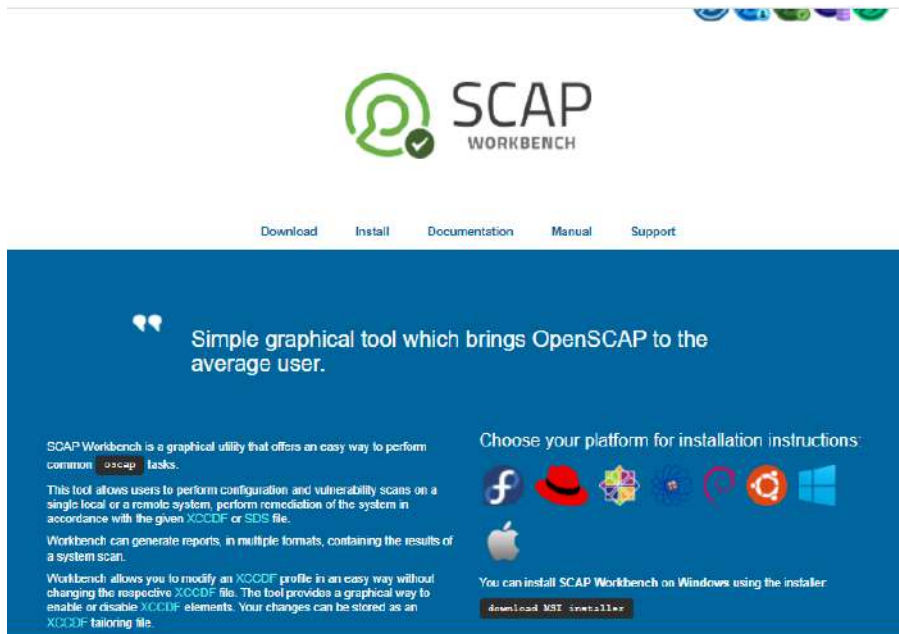 SCAP
WORKBENCH
Download Install Documentation Manual Support
Simple graphical tool which brings OpenSCAP to the
average user.
SCAP Workbench is a graphical utility that offers an easy way to perform
common oscap tasks.
This tool allows users to perform configuration and vulnerability scans on a
single local or a remote system, perform remediation of the system in
accordance with the given XCCDF or SDS file.
Workbench can generate reports, in multiple formats, containing the results of
a system scan.
Workbench allows you to modify an XCCDF profile in an easy way without
changing the respective XCCDF file. The tool provides a graphical way to
enable or disable XCCDF elements. Your changes can be stored as an
XCCDF tailoring file.
Choose your platform for installation instructions:
You can install SCAP Workbench on Windows using the installer:
download MSI installer